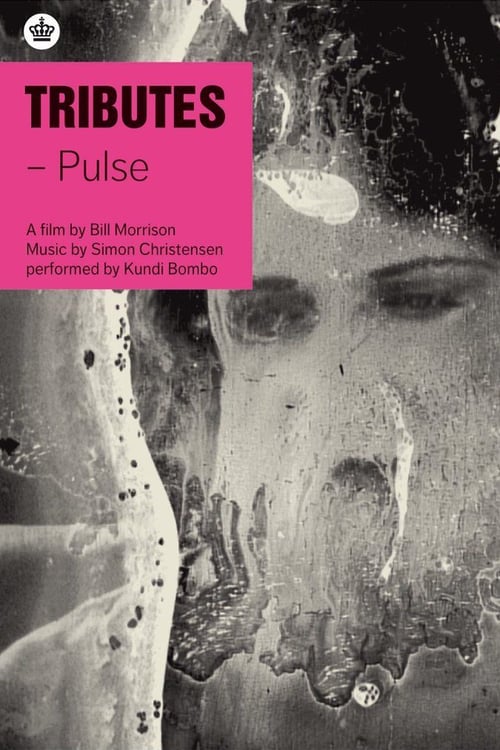 TRIBUTES
– Pulse
A film by Bill Morrison
Music by Simon Christensen
performed by Kundi Bombo